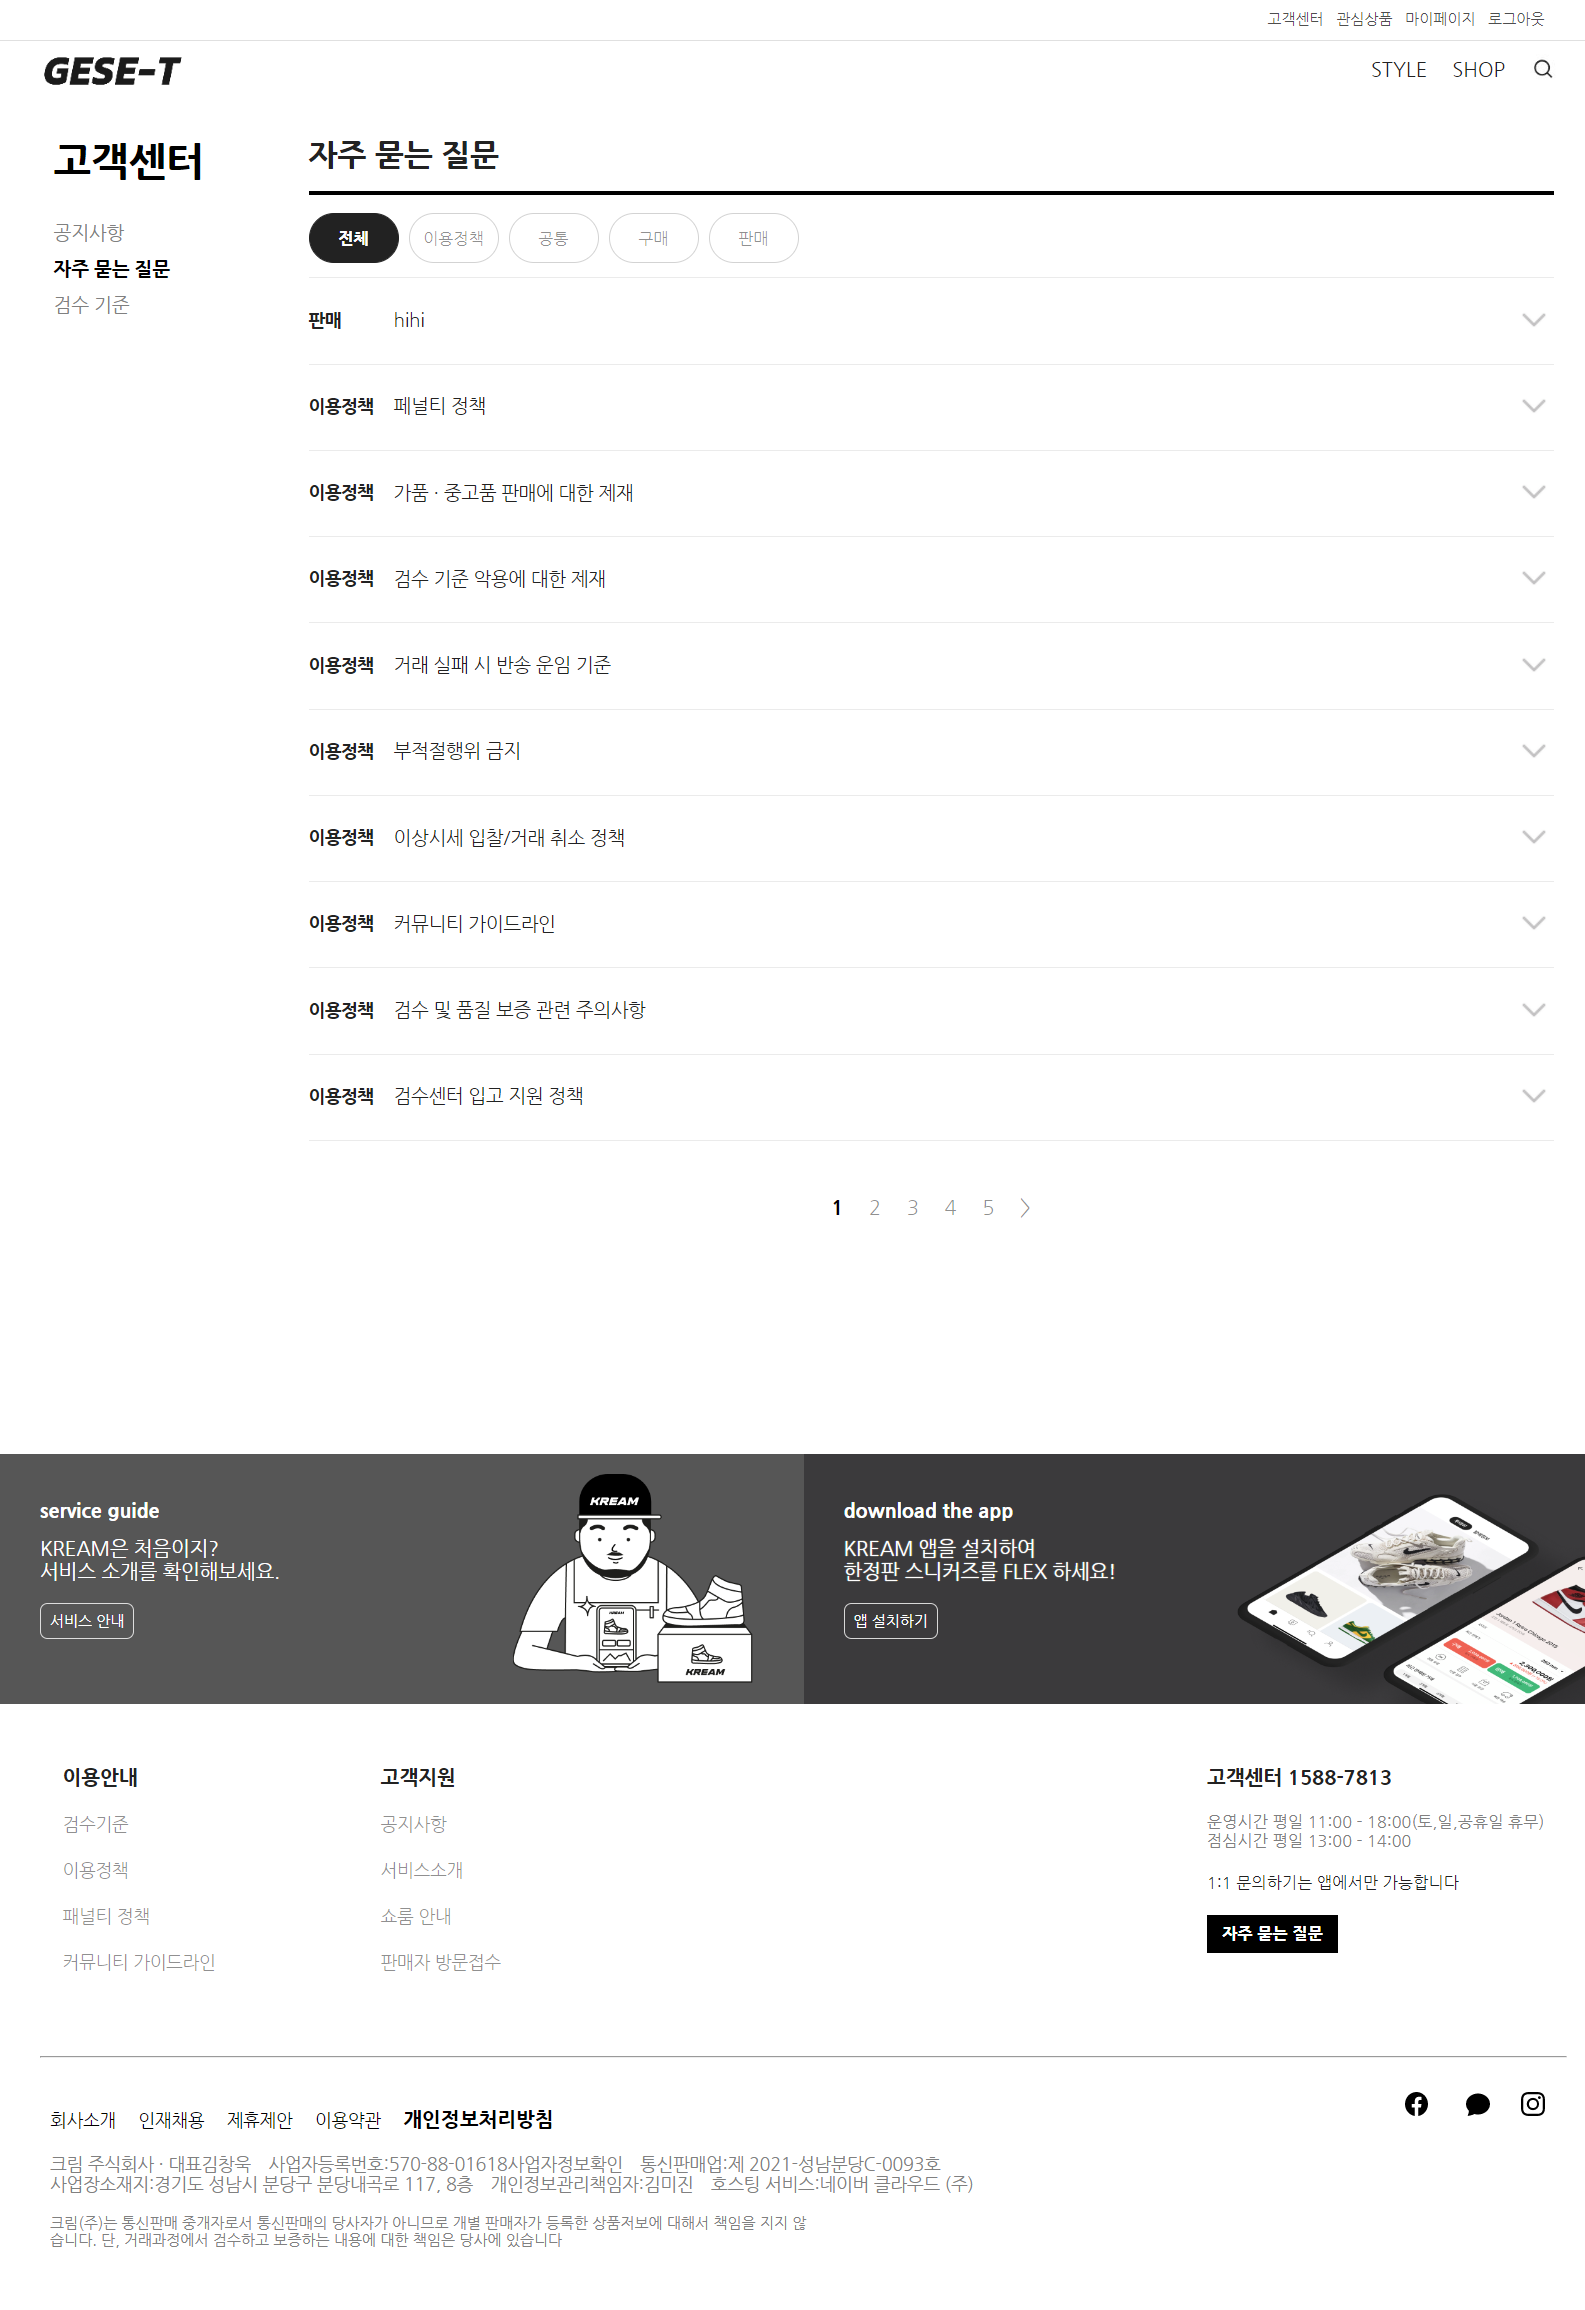 고객센터 관심상품 마이페이지 로그아웃
GESE-T
STYLE SHOP
고객센터
공지사항
자주 묻는 질문
검수 기준
자주 묻는 질문
전체 이용정책 공통 구매 판매
판매 hihi
이용정책 페널티 정책
이용정책 가품 · 중고품 판매에 대한 제재
이용정책 검수 기준 악용에 대한 제재
이용정책 거래 실패 시 반송 운임 기준
이용정책 부적절행위 금지
이용정책 이상시세 입찰/거래 취소 정책
이용정책 커뮤니티 가이드라인
이용정책 검수 및 품질 보증 관련 주의사항
이용정책 검수센터 입고 지원 정책
1 2 3 4 5
service guide
KREAM은 처음이지?
서비스 소개를 확인해보세요.
서비스 안내
KREAM
KREAM
KREAM
download the app
KREAM 앱을 설치하여
한정판 스니커즈를 FLEX 하세요!
앱 설치하기
이용안내
검수기준
이용정책
패널티 정책
커뮤니티 가이드라인
고객지원
공지사항
서비스소개
쇼룸 안내
판매자 방문접수
고객센터 1588-7813
운영시간 평일 11:00 - 18:00(토,일,공휴일 휴무)
점심시간 평일 13:00 - 14:00
1:1 문의하기는 앱에서만 가능합니다
자주 묻는 질문
회사소개 인재채용 제휴제안 이용약관 개인정보처리방침
크림 주식회사 · 대표김창욱 사업자등록번호:570-88-01618사업자정보확인 통신판매업:제 2021-성남분당C-0093호
사업장소재지:경기도 성남시 분당구 분당내곡로 117, 8층 개인정보관리책임자:김미진 호스팅 서비스:네이버 클라우드 (주)
크림(주)는 통신판매 중개자로서 통신판매의 당사자가 아니므로 개별 판매자가 등록한 상품저보에 대해서 책임을 지지 않
습니다. 단, 거래과정에서 검수하고 보증하는 내용에 대한 책임은 당사에 있습니다